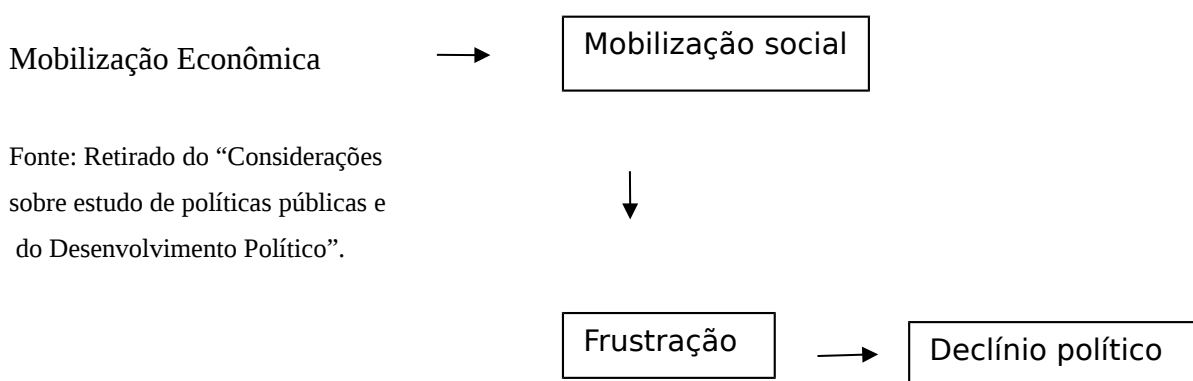 Mobilização Econômica
Mobilização social
Fonte: Retirado do “Considerações
sobre estudo de políticas públicas e
do Desenvolvimento Político”.
Frustração
Declínio político